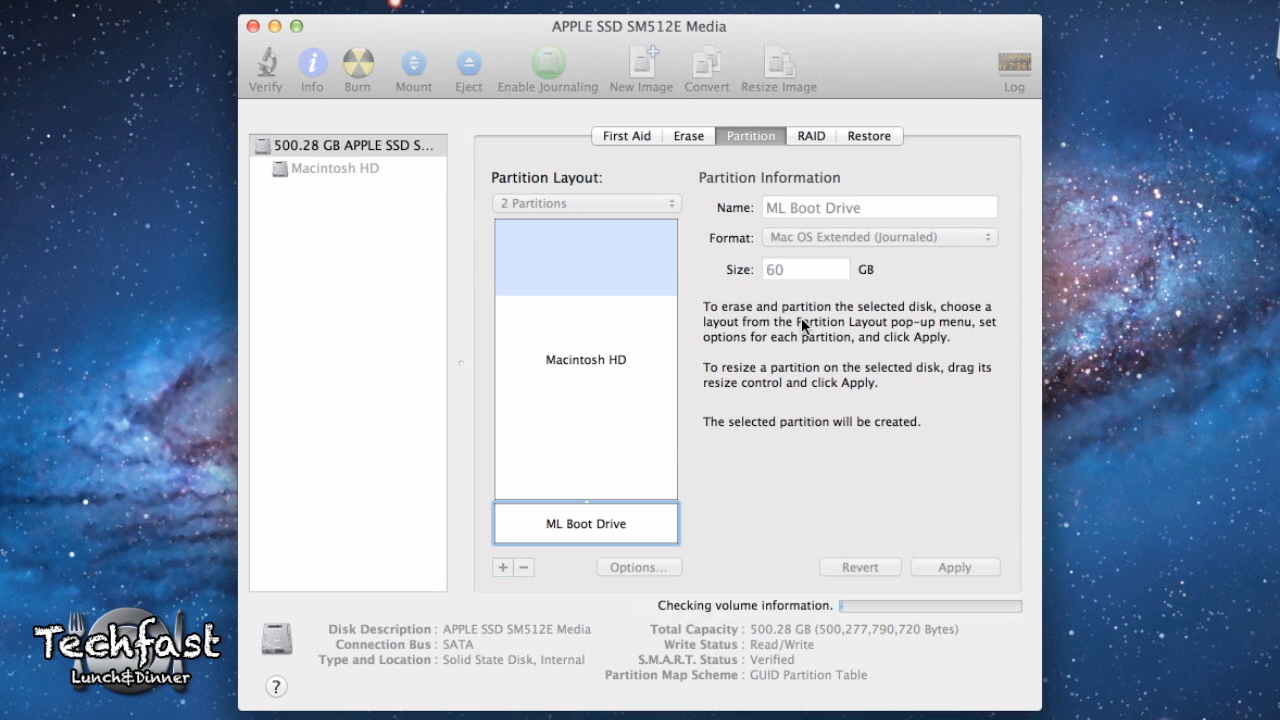 APPLE SSD SM512E Media
Verify Info Burn Mount Eject Enable Journaling New Image Convert Resize Image Log
First Aid Erase Partition RAID Restore
500.28 GB APPLE SSD S...
Macintosh HD
Partition Layout:
2 Partitions
Macintosh HD
ML Boot Drive
+ −
Options...
Partition Information
Name: ML Boot Drive
Format: Mac OS Extended (Journaled)
Size: 60 GB
To erase and partition the selected disk, choose a
layout from the Partition Layout pop-up menu, set
options for each partition, and click Apply.
To resize a partition on the selected disk, drag its
resize control and click Apply.
The selected partition will be created.
Revert Apply
Checking volume information.
Disk Description : APPLE SSD SM512E Media
Connection Bus : SATA
Type and Location : Solid State Disk, Internal
Total Capacity : 500.28 GB (500,277,790,720 Bytes)
Write Status : Read/Write
S.M.A.R.T. Status : Verified
Partition Map Scheme : GUID Partition Table
?
Techfast
Lunch&Dinner